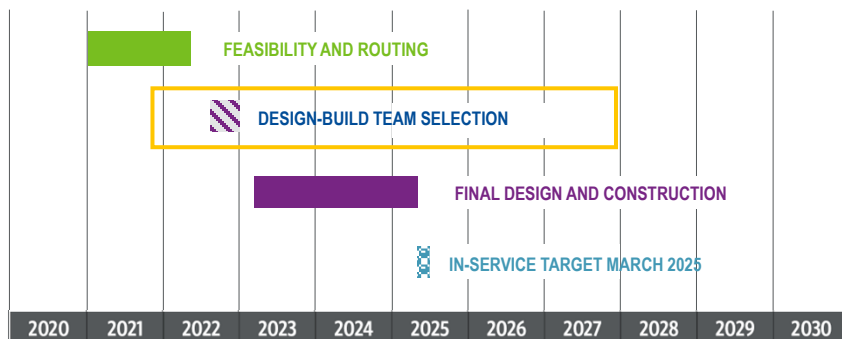 FEASIBILITY AND ROUTING
DESIGN-BUILD TEAM SELECTION
FINAL DESIGN AND CONSTRUCTION
IN-SERVICE TARGET MARCH 2025
2020 2021 2022 2023 2024 2025 2026 2027 2028 2029 2030